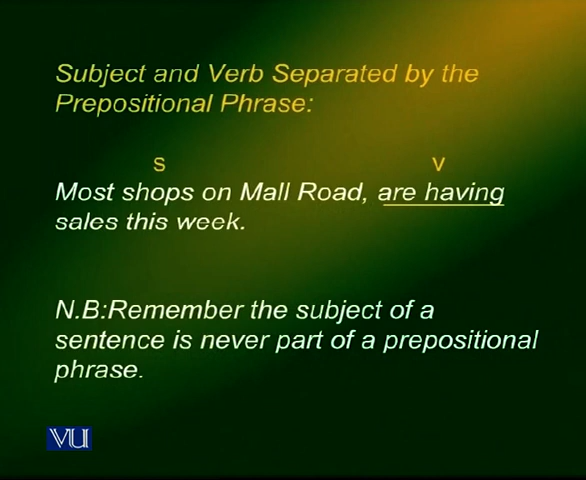 Subject and Verb Separated by the
Prepositional Phrase:
s v
Most shops on Mall Road, are having
sales this week.
N.B:Remember the subject of a
sentence is never part of a prepositional
phrase.
VU